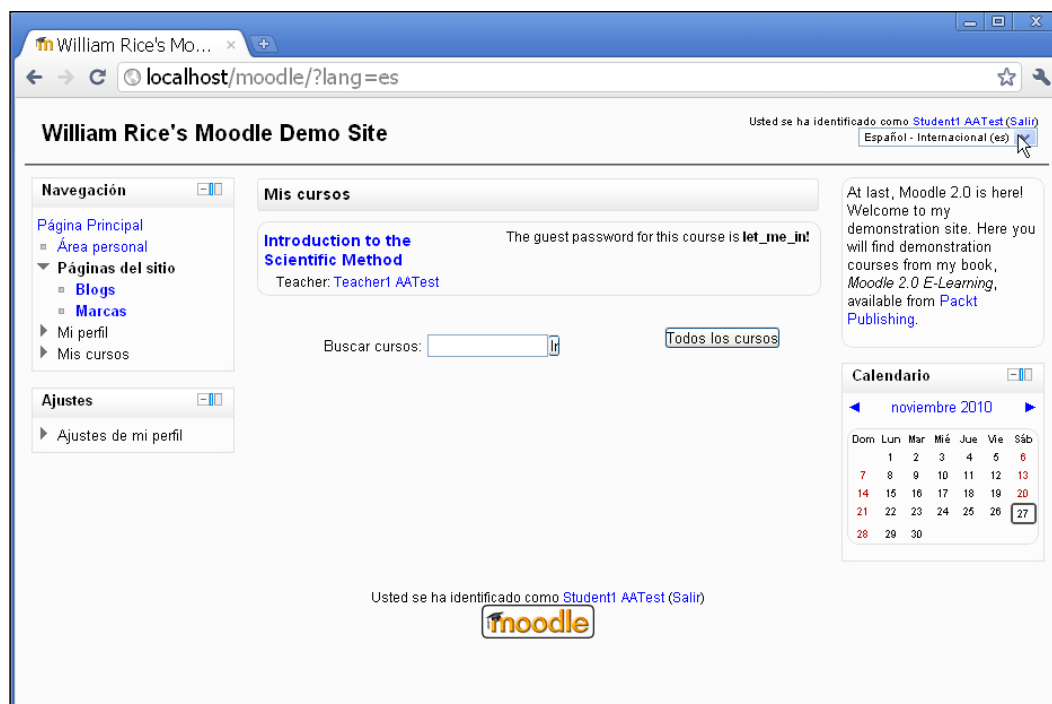 William Rice's Mo...
localhost/moodle/?lang=es
William Rice's Moodle Demo Site
Usted se ha identificado como Student1 AATest (Salir)
Español - Internacional (es)
Navegación
Página Principal
Área personal
Páginas del sitio
Blogs
Marcas
Mi perfil
Mis cursos
Ajustes
Ajustes de mi perfil
Mis cursos
Introduction to the
Scientific Method
Teacher: Teacher1 AATest
The guest password for this course is let_me_in!
Buscar cursos:
Ir
Todos los cursos
At last, Moodle 2.0 is here!
Welcome to my
demonstration site. Here you
will find demonstration
courses from my book,
Moodle 2.0 E-Learning,
available from Packt
Publishing.
Calendario
noviembre 2010
Dom Lun Mar Mié Jue Vie Sáb
1 2 3 4 5 6
7 8 9 10 11 12 13
14 15 16 17 18 19 20
21 22 23 24 25 26 27
28 29 30
Usted se ha identificado como Student1 AATest (Salir)
moodle